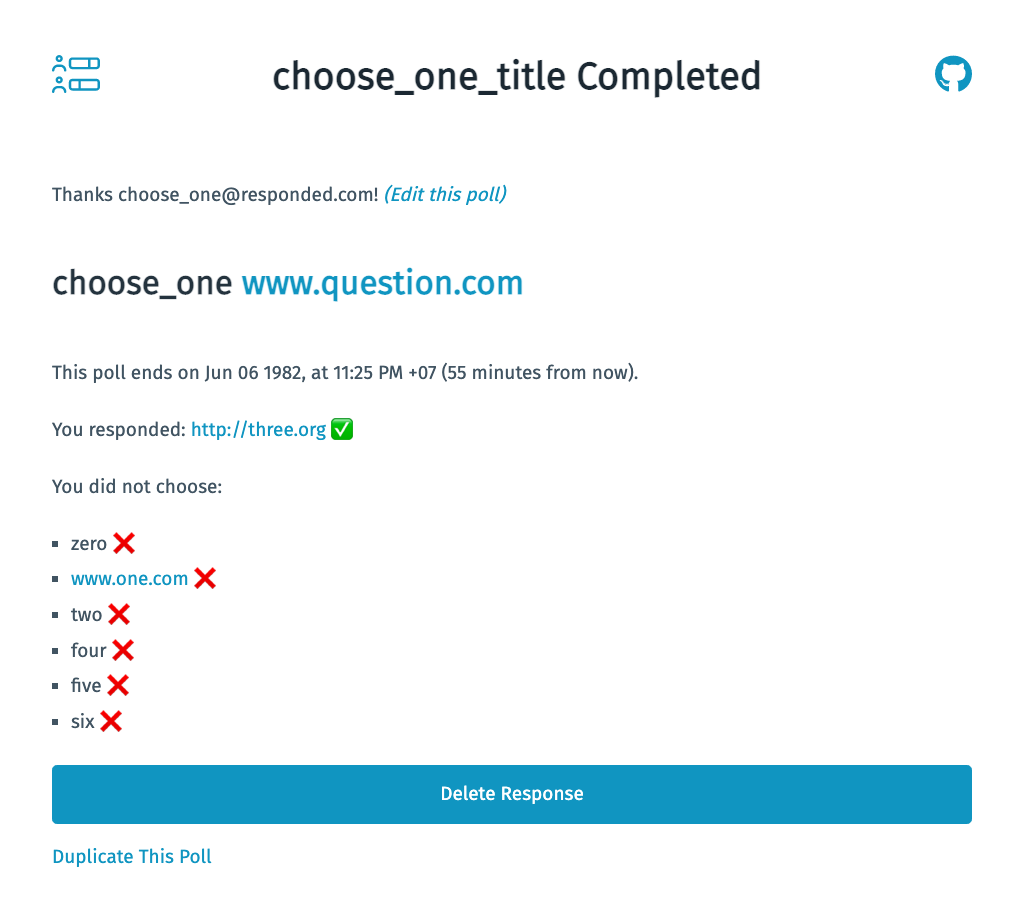 choose_one_title Completed
Thanks choose_one@responded.com! (Edit this poll)
choose_one www.question.com
This poll ends on Jun 06 1982, at 11:25 PM +07 (55 minutes from now).
You responded: http://three.org ✅
You did not choose:
▪ zero ❌
▪ www.one.com ❌
▪ two ❌
▪ four ❌
▪ five ❌
▪ six ❌
Delete Response
Duplicate This Poll